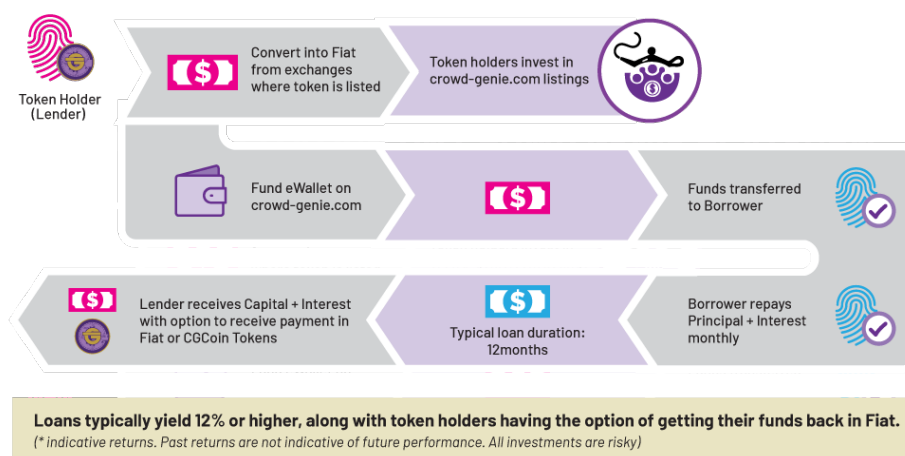 Token Holder
(Lender)
Convert into Fiat
from exchanges
where token is listed
Token holders invest in
crowd-genie.com listings
Fund eWallet on
crowd-genie.com
Funds transferred
to Borrower
Lender receives Capital + Interest
with option to receive payment in
Fiat or CGCoin Tokens
Typical loan duration:
12months
Borrower repays
Principal + Interest
monthly
Loans typically yield 12% or higher, along with token holders having the option of getting their funds back in Fiat.
(* indicative returns. Past returns are not indicative of future performance. All investments are risky)